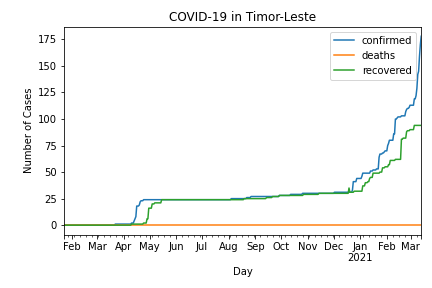 COVID-19 in Timor-Leste
confirmed
deaths
recovered
Number of Cases
175
150
125
100
75
50
25
0
Feb Mar Apr May Jun Jul Aug Sep Oct Nov Dec Jan Feb Mar
2021
Day